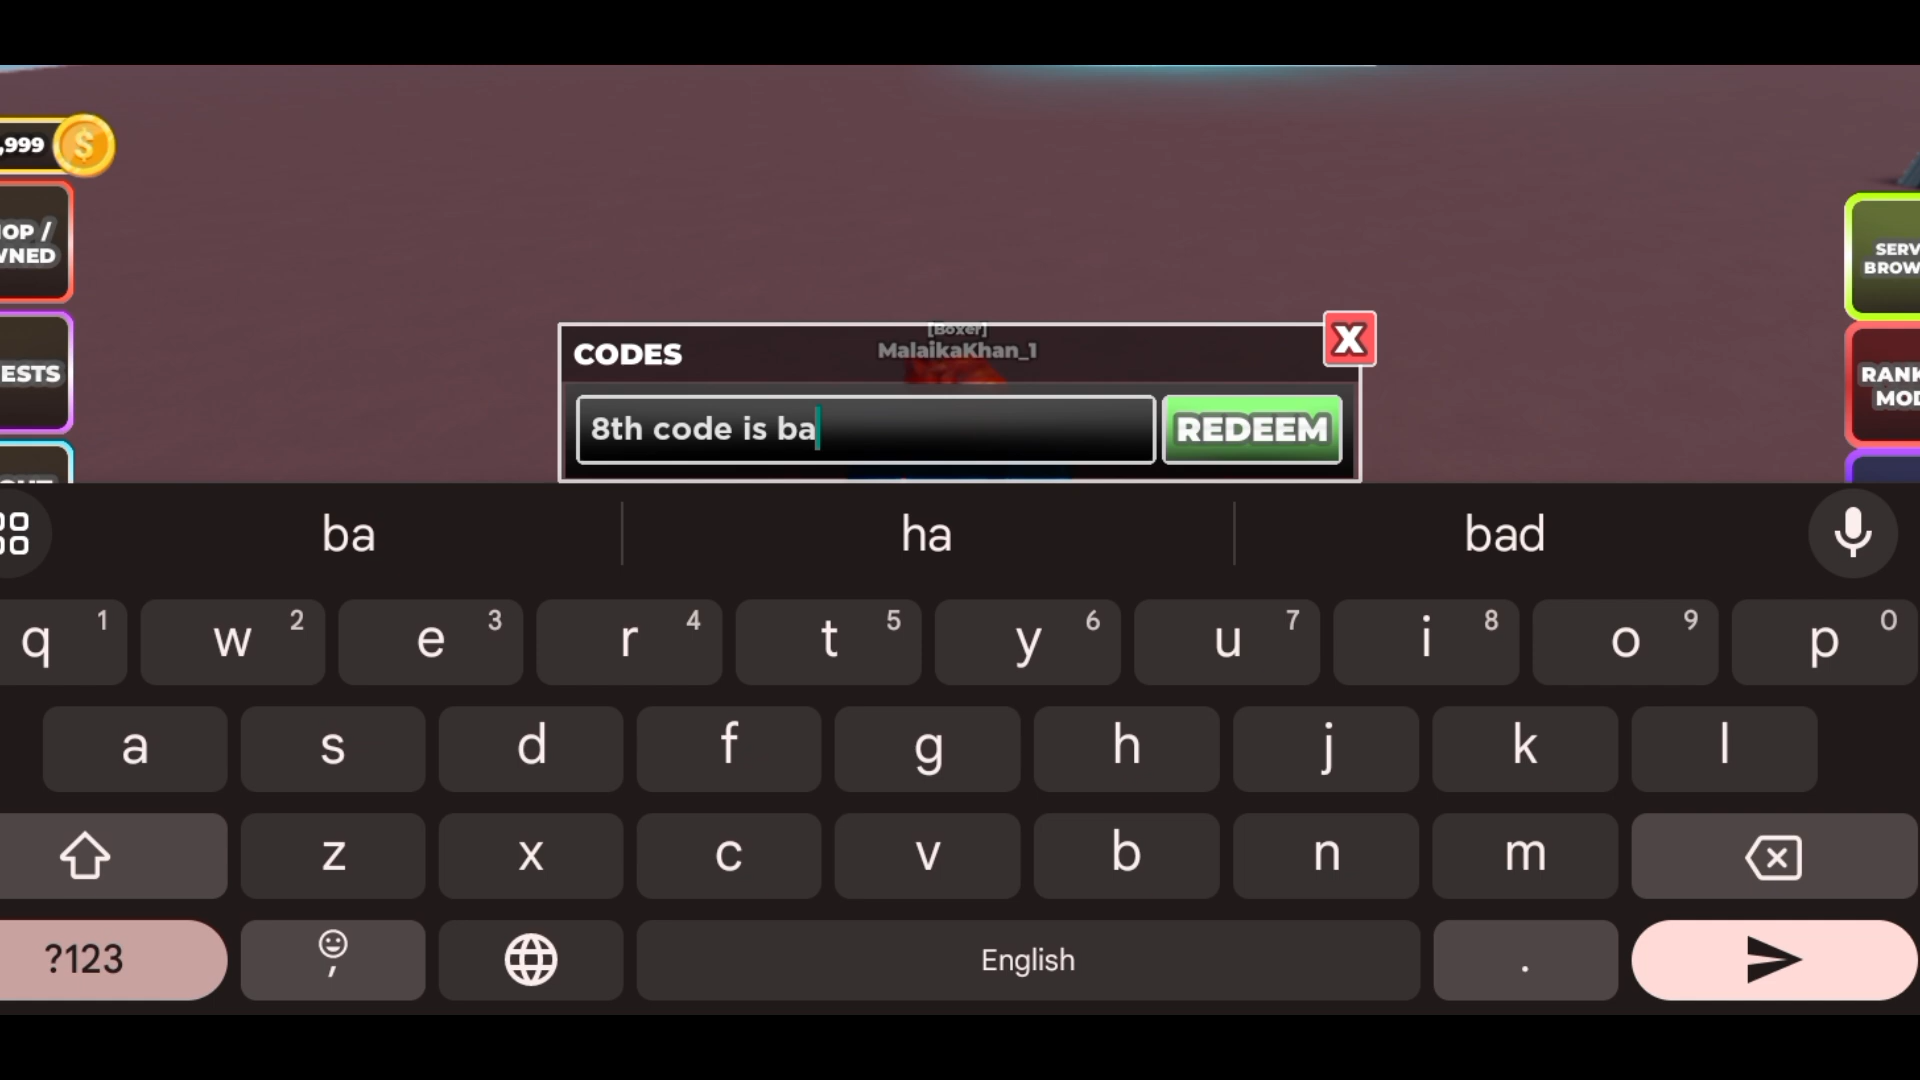 ,999
$
OP /
WNED
ESTS
SERV
BROW
RANK
MOD
[Boxer]
MalaikaKhan_1
CODES
X
8th code is ba
REDEEM
ba
ha
bad
q 1 w 2 e 3 r 4 t 5 y 6 u 7 i 8 o 9 p 0
a s d f g h j k l
z x c v b n m
?123 , English .